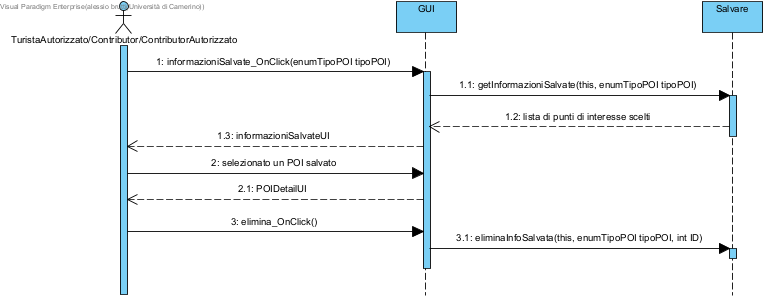 Visual Paradigm Enterprise(alessio Università di Camerino))
GUI
Salvare
TuristaAutorizzato/Contributor/ContributorAutorizzato
1: informazioniSalvate_OnClick(enumTipoPOI tipoPOI)
1.1: getInformazioniSalvate(this, enumTipoPOI tipoPOI)
1.2: lista di punti di interesse scelti
1.3: informazioniSalvateUI
2: selezionato un POI salvato
2.1: POIDetailUI
3: elimina_OnClick()
3.1: eliminaInfoSalvata(this, enumTipoPOI tipoPOI, int ID)